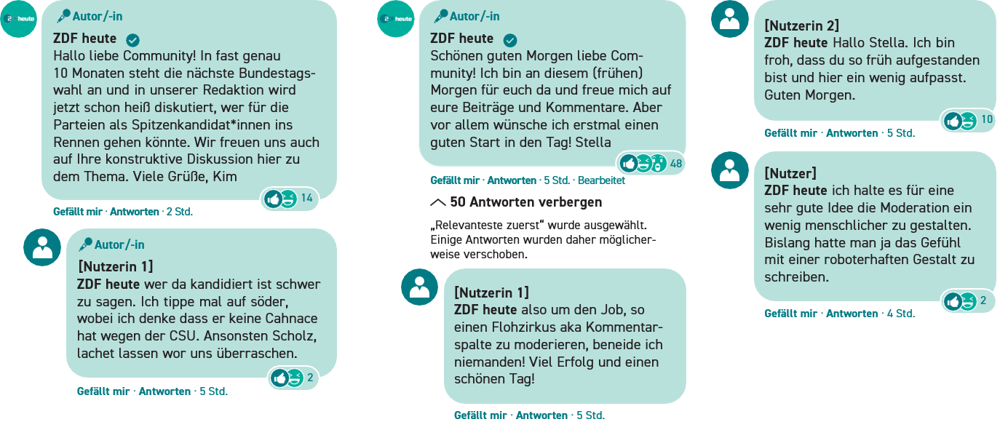 heute
Autor/-in
ZDF heute
Hallo liebe Community! In fast genau
10 Monaten steht die nächste Bundestags-
wahl an und in unserer Redaktion wird
jetzt schon heiß diskutiert, wer für die
Parteien als Spitzenkandidat*innen ins
Rennen gehen könnte. Wir freuen uns auch
auf Ihre konstruktive Diskussion hier zu
dem Thema. Viele Grüße, Kim
14
Gefällt mir · Antworten · 2 Std.
Autor/-in
[Nutzerin 1]
ZDF heute wer da kandidiert ist schwer
zu sagen. Ich tippe mal auf söder,
wobei ich denke dass er keine Cahnace
hat wegen der CSU. Ansonsten Scholz,
lachet lassen wor uns überraschen.
2
Gefällt mir · Antworten · 5 Std.
heute
Autor/-in
ZDF heute
Schönen guten Morgen liebe Com-
munity! Ich bin an diesem (frühen)
Morgen für euch da und freue mich auf
eure Beiträge und Kommentare. Aber
vor allem wünsche ich erstmal einen
guten Start in den Tag! Stella
48
Gefällt mir · Antworten · 5 Std. · Bearbeitet
50 Antworten verbergen
„Relevanteste zuerst“ wurde ausgewählt.
Einige Antworten wurden daher möglicher-
weise verschoben.
[Nutzerin 1]
ZDF heute also um den Job, so
einen Flohzirkus aka Kommentar-
spalte zu moderieren, beneide ich
niemanden! Viel Erfolg und einen
schönen Tag!
Gefällt mir · Antworten · 5 Std.
[Nutzerin 2]
ZDF heute Hallo Stella. Ich bin
froh, dass du so früh aufgestanden
bist und hier ein wenig aufpasst.
Guten Morgen.
10
Gefällt mir · Antworten · 5 Std.
[Nutzer]
ZDF heute ich halte es für eine
sehr gute Idee die Moderation ein
wenig menschlicher zu gestalten.
Bislang hatte man ja das Gefühl
mit einer roboterhaften Gestalt zu
schreiben.
2
Gefällt mir · Antworten · 4 Std.